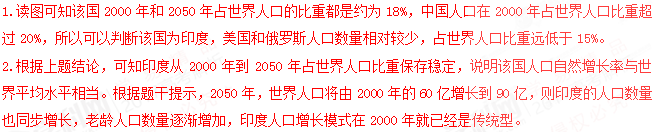 1.读图可知该国 2000 年和 2050 年占世界人口的比重都是约为 18%，中国人口在 2000 年占世界人口比重超
过 20%，所以可以判断该国为印度，美国和俄罗斯人口数量相对较少，占世界人口比重远低于 15%。
2.根据上题结论，可知印度从 2000 年到 2050 年占世界人口比重保存稳定，说明该国人口自然增长率与世
界平均水平相当。根据题干提示，2050 年，世界人口将由 2000 年的 60 亿增长到 90 亿，则印度的人口数量
也同步增长，老龄人口数量逐渐增加，印度人口增长模式在 2000 年就已经是传统型。